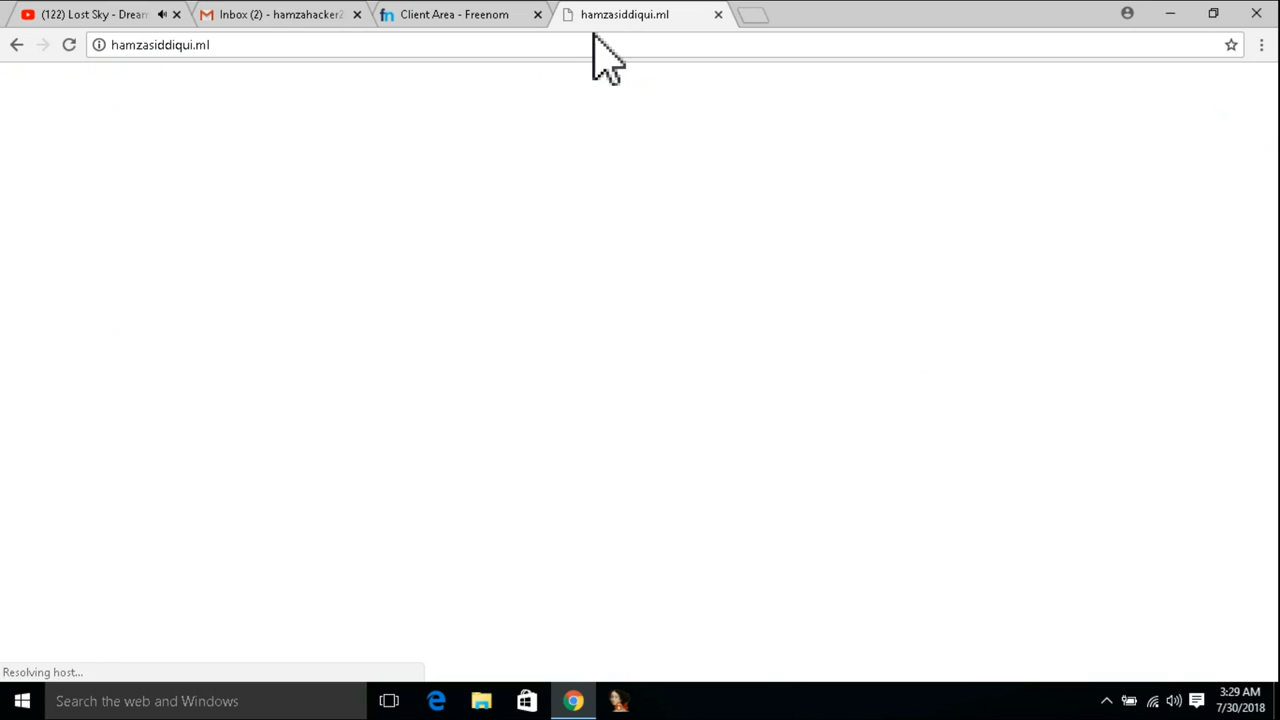 (122) Lost Sky - Dream
Inbox (2) - hamzahacker2
Client Area - Freenom
hamzasiddiqui.ml
hamzasiddiqui.ml
Resolving host...
Search the web and Windows
3:29 AM
7/30/2018